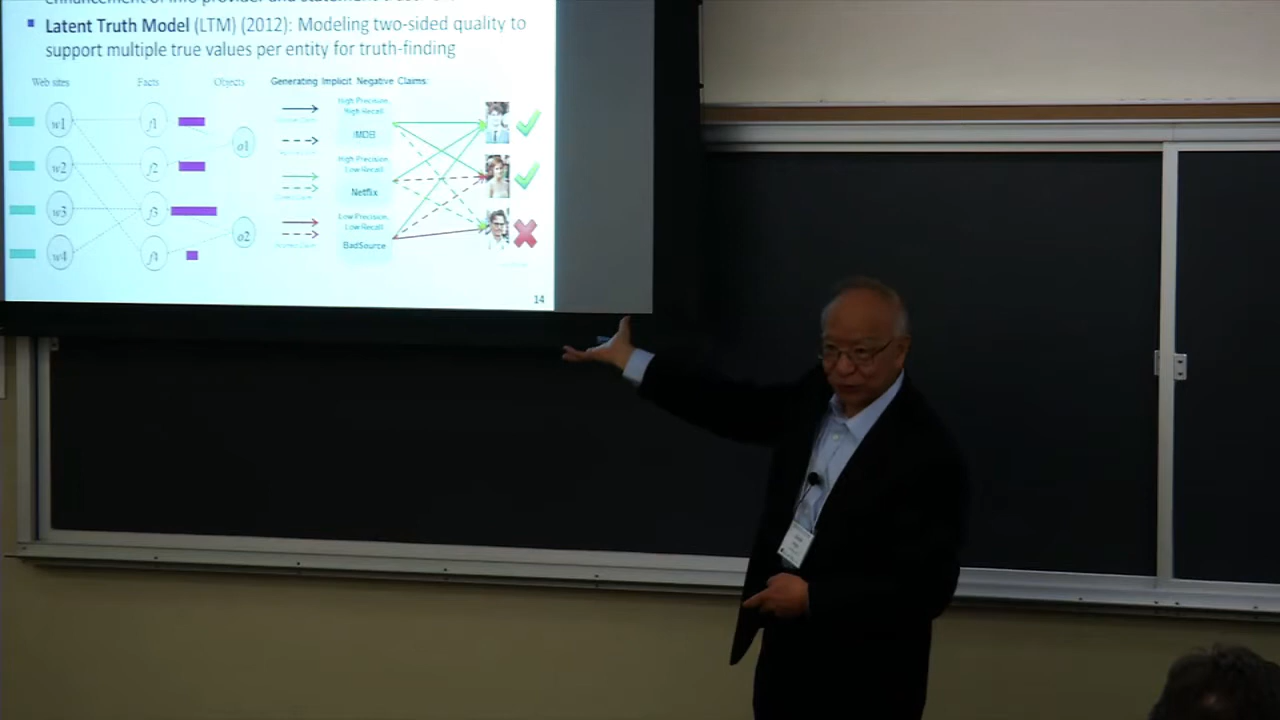 Latent Truth Model (LTM) (2012): Modeling two-sided quality to
support multiple true values per entity for truth-finding
Web sites Facts Objects Generating Implicit Negative Claims:
High Precision,
High Recall
IMDB
High Precision,
Low Recall
Netflix
Low Precision,
Low Recall
BadSource
w1 f1
o1
w2 f2
w3 f3
o2
w4 f4
14